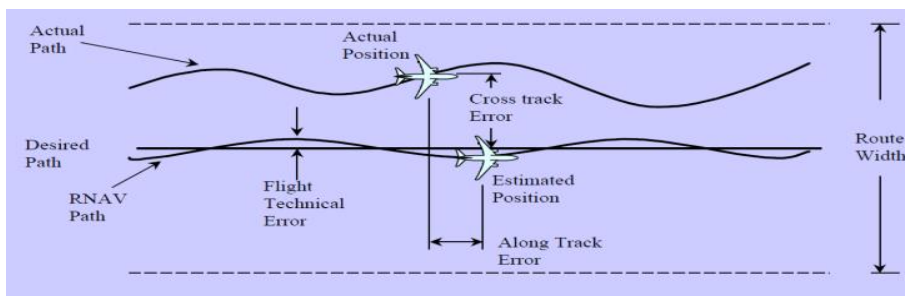 Actual
Path
Actual
Position
Cross track
Error
Desired
Path
Route
Width
RNAV
Path
Flight
Technical
Error
Estimated
Position
Along Track
Error